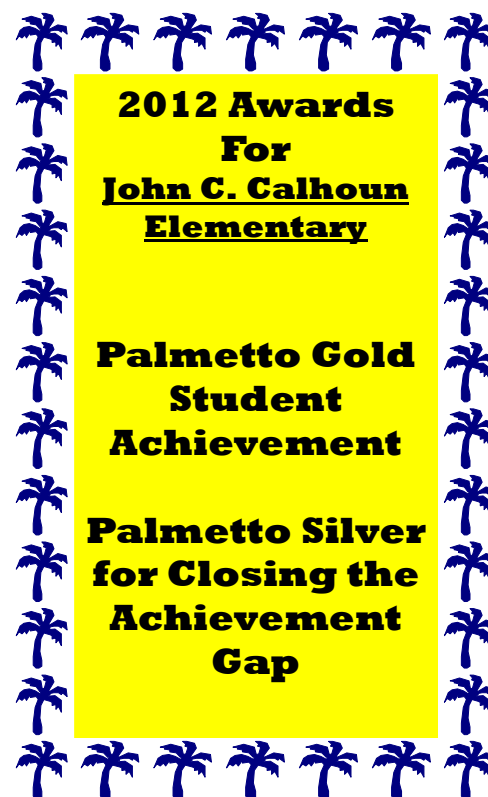 2012 Awards
For
John C. Calhoun
Elementary
Palmetto Gold
Student
Achievement
Palmetto Silver
for Closing the
Achievement
Gap